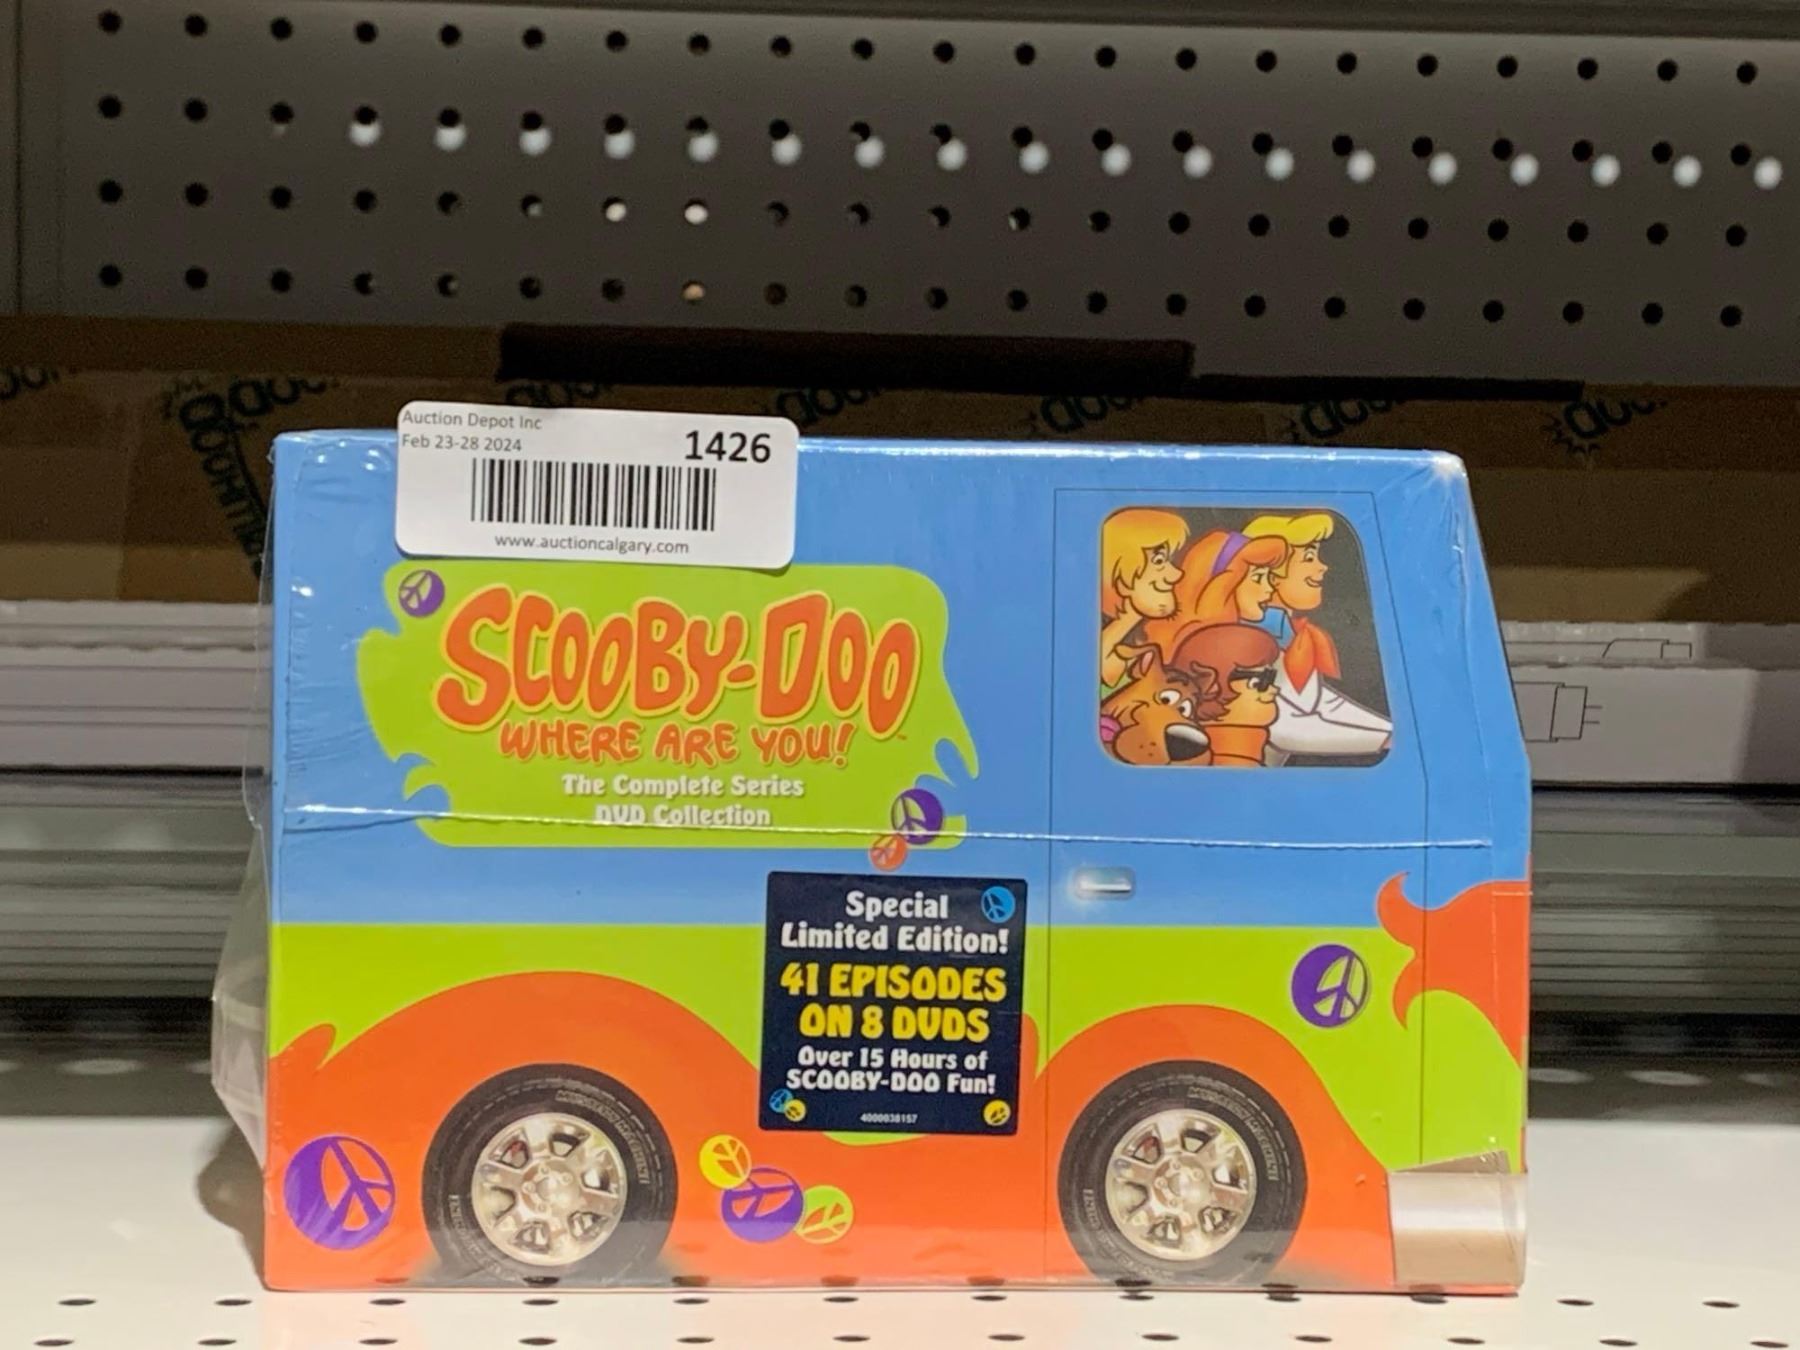 Auction Depot Inc
Feb 23-28 2024
1426
www.auctioncalgary.com
SCOOBY-DOO
WHERE ARE YOU!
The Complete Series
DVD Collection
Special
Limited Edition!
41 EPISODES
ON 8 DVDS
Over 15 Hours of
SCOOBY-DOO Fun!
4000038157